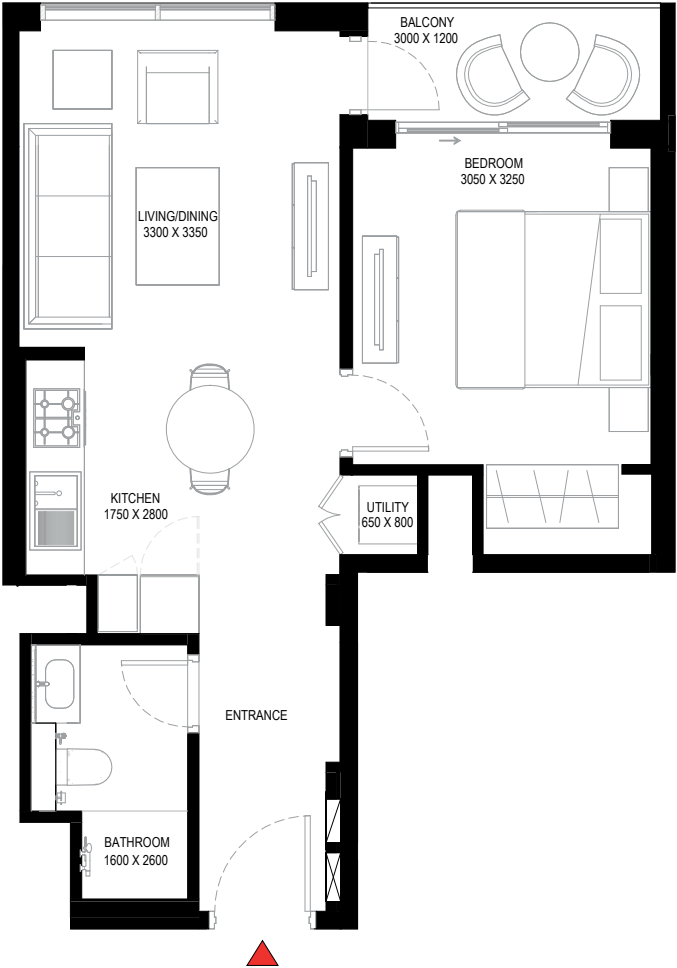 BALCONY
3000 X 1200
BEDROOM
3050 X 3250
LIVING/DINING
3300 X 3350
KITCHEN
1750 X 2800
UTILITY
650 X 800
ENTRANCE
BATHROOM
1600 X 2600